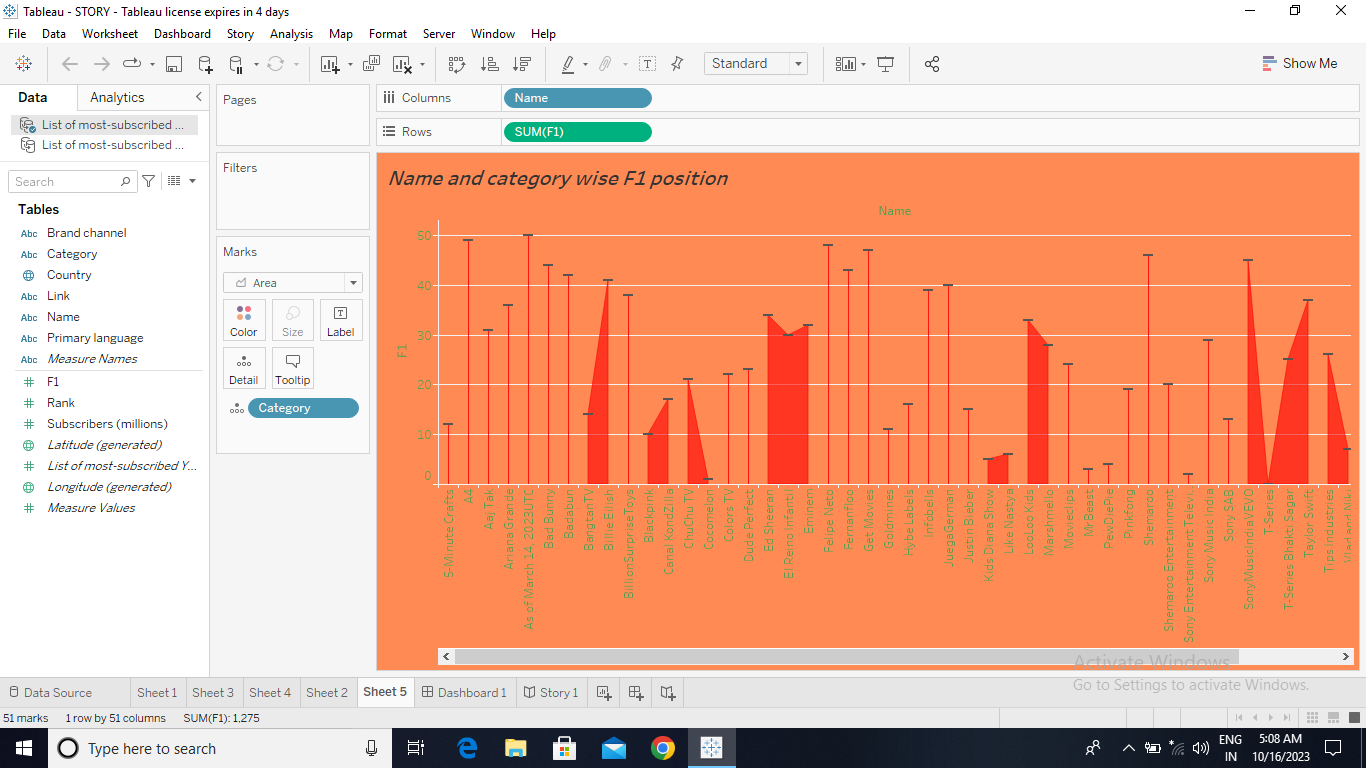 Tableau - STORY - Tableau license expires in 4 days
File Data Worksheet Dashboard Story Analysis Map Format Server Window Help
Standard
Show Me
Data Analytics
List of most-subscribed ...
List of most-subscribed ...
Search
Tables
Abc Brand channel
Abc Category
Country
Abc Link
Abc Name
Abc Primary language
Abc Measure Names
F1
Rank
Subscribers (millions)
Latitude (generated)
List of most-subscribed Y...
Longitude (generated)
Measure Values
Pages
Filters
Marks
Area
Color Size Label
Detail Tooltip
Category
Columns Name
Rows SUM(F1)
Name and category wise F1 position
Name
F1
50
40
30
20
10
0
5-Minute Crafts
A4
Aaj Tak
Ariana Grande
As of March 14, 2023UTC
Bad Bunny
Badabun
BangtanTV
Billie Eilish
BillionSurpriseToys
Blackpink
Canal KondZilla
ChuChu TV
Cocomelon
Colors TV
Dude Perfect
Ed Sheeran
El Reino Infantil
Eminem
Felipe Neto
Fernanfloo
Get Movies
Goldmines
Hybe Labels
Infobells
JuegaGerman
Justin Bieber
Kids Diana Show
Like Nastya
LooLoo Kids
Marshmello
Movieclips
MrBeast
PewDiePie
Pinkfong
Shemaroo
Shemaroo Entertainment
Sony Entertainment Televi..
Sony Music India
Sony SAB
SonyMusicIndiaVEVO
T-Series
T-Series Bhakti Sagar
Taylor Swift
Tips Industries
Vlad and Niki
Activate Windows
Go to Settings to activate Windows.
Data Source Sheet 1 Sheet 3 Sheet 4 Sheet 2 Sheet 5 Dashboard 1 Story 1
51 marks 1 row by 51 columns SUM(F1): 1,275
Type here to search
ENG
IN
5:08 AM
10/16/2023